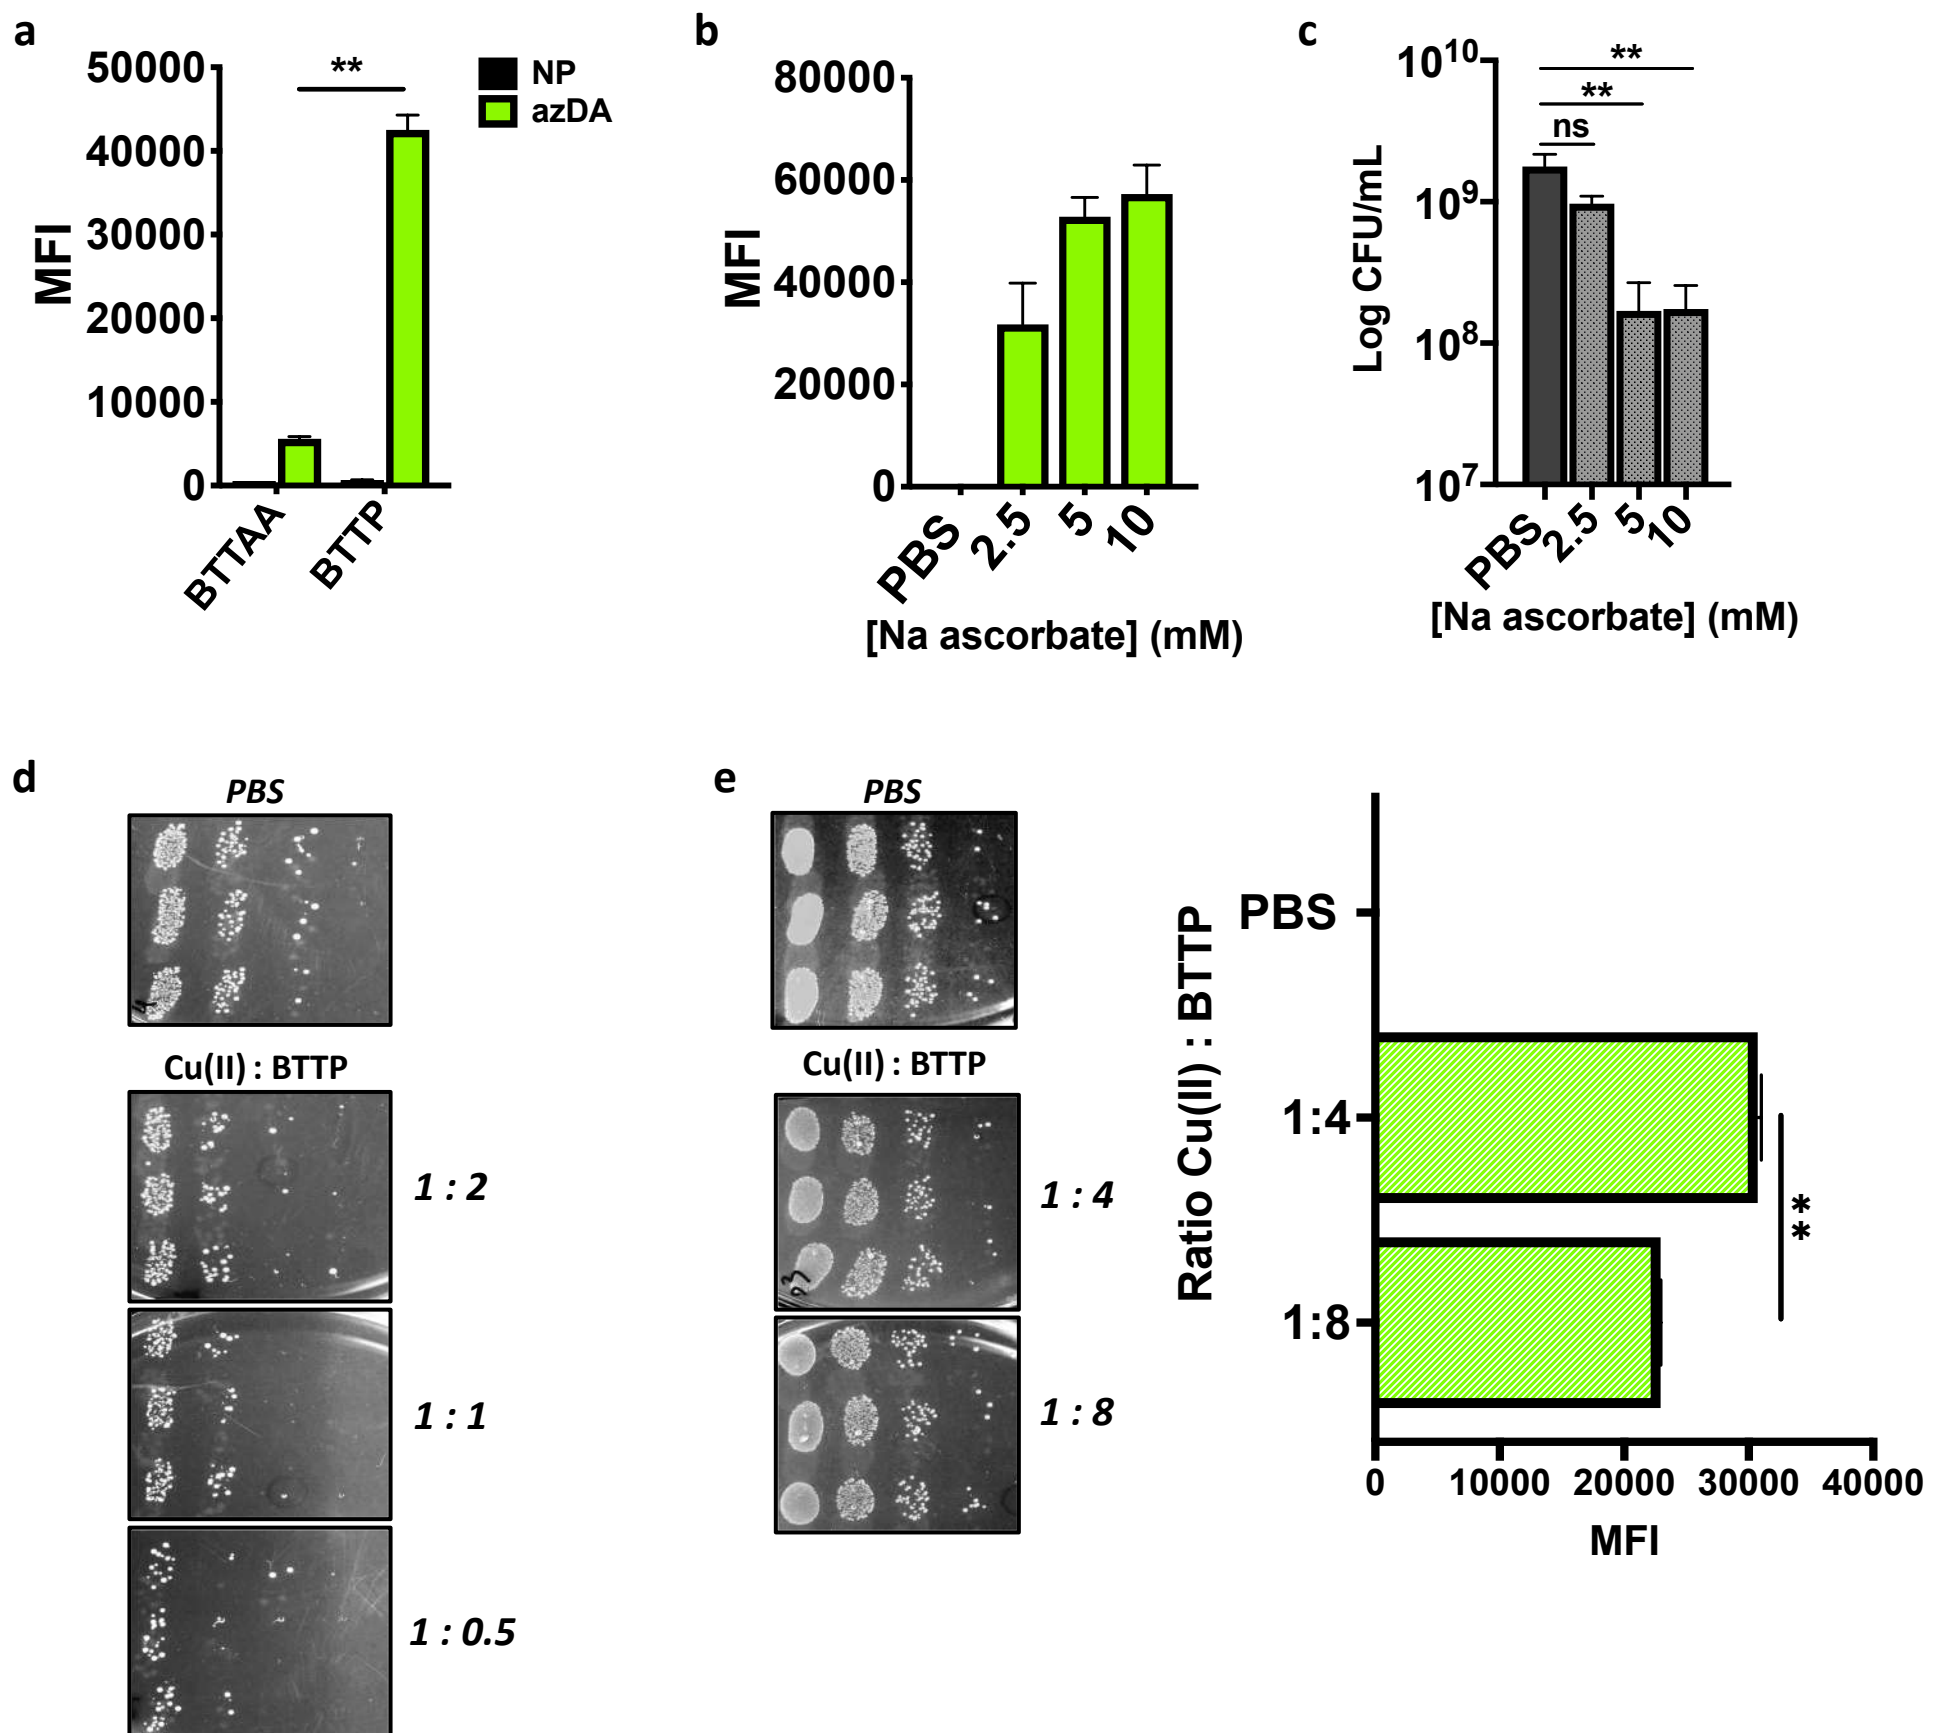 a
**
50000
40000
30000
20000
10000
0
MFI
NP
azDA
BTTAA
BTTP
b
80000
60000
40000
20000
0
MFI
PBS
2.5
5
10
[Na ascorbate] (mM)
c
10^10
10^9
10^8
10^7
Log CFU/mL
**
**
ns
PBS
2.5
5
10
[Na ascorbate] (mM)
d
PBS
Cu(II) : BTTP
1 : 2
1 : 1
1 : 0.5
e
PBS
Cu(II) : BTTP
1 : 4
1 : 8
Ratio Cu(II) : BTTP
PBS
1:4
1:8
**
0 10000 20000 30000 40000
MFI